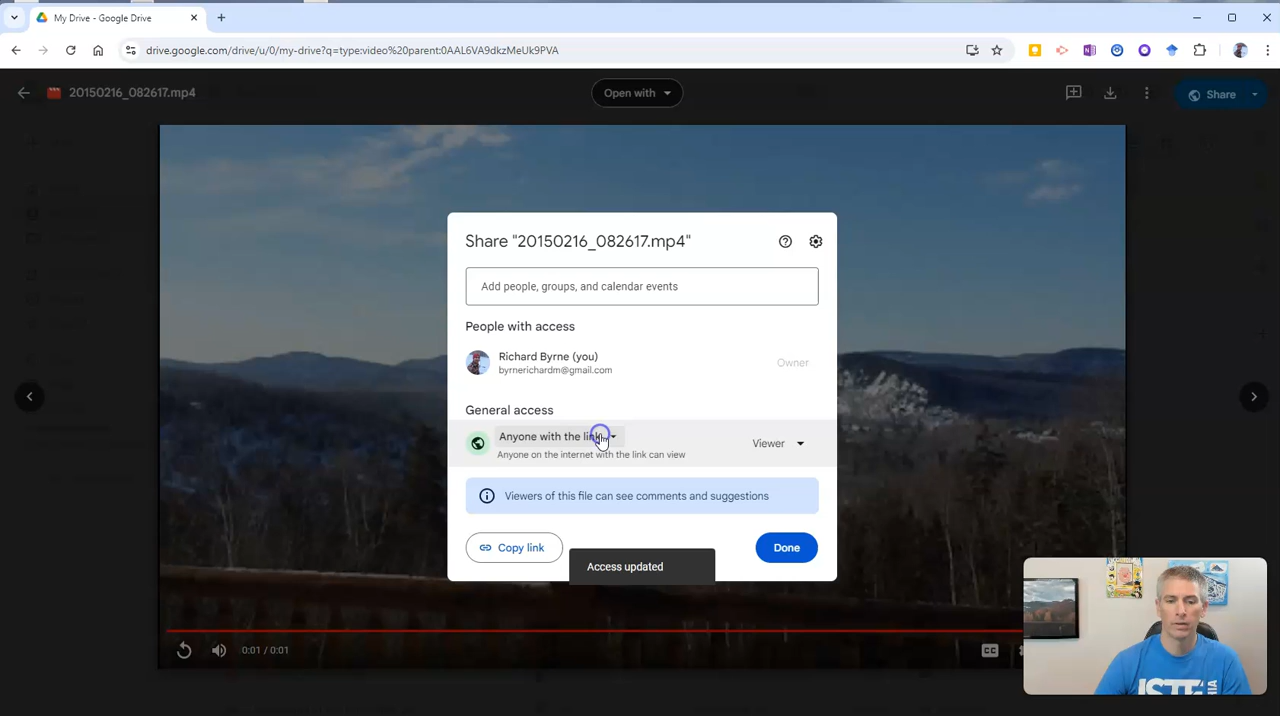 My Drive - Google Drive
drive.google.com/drive/u/0/my-drive?q=type:video%20parent:0AAL6VA9dkzMeUk9PVA
20150216_082617.mp4
Open with
Share
Share "20150216_082617.mp4"
Add people, groups, and calendar events
People with access
Richard Byrne (you)
byrnerichardm@gmail.com
Owner
General access
Anyone with the link
Viewer
Anyone on the internet with the link can view
Viewers of this file can see comments and suggestions
Copy link
Done
Access updated
0:01 / 0:01
CC
ISTE